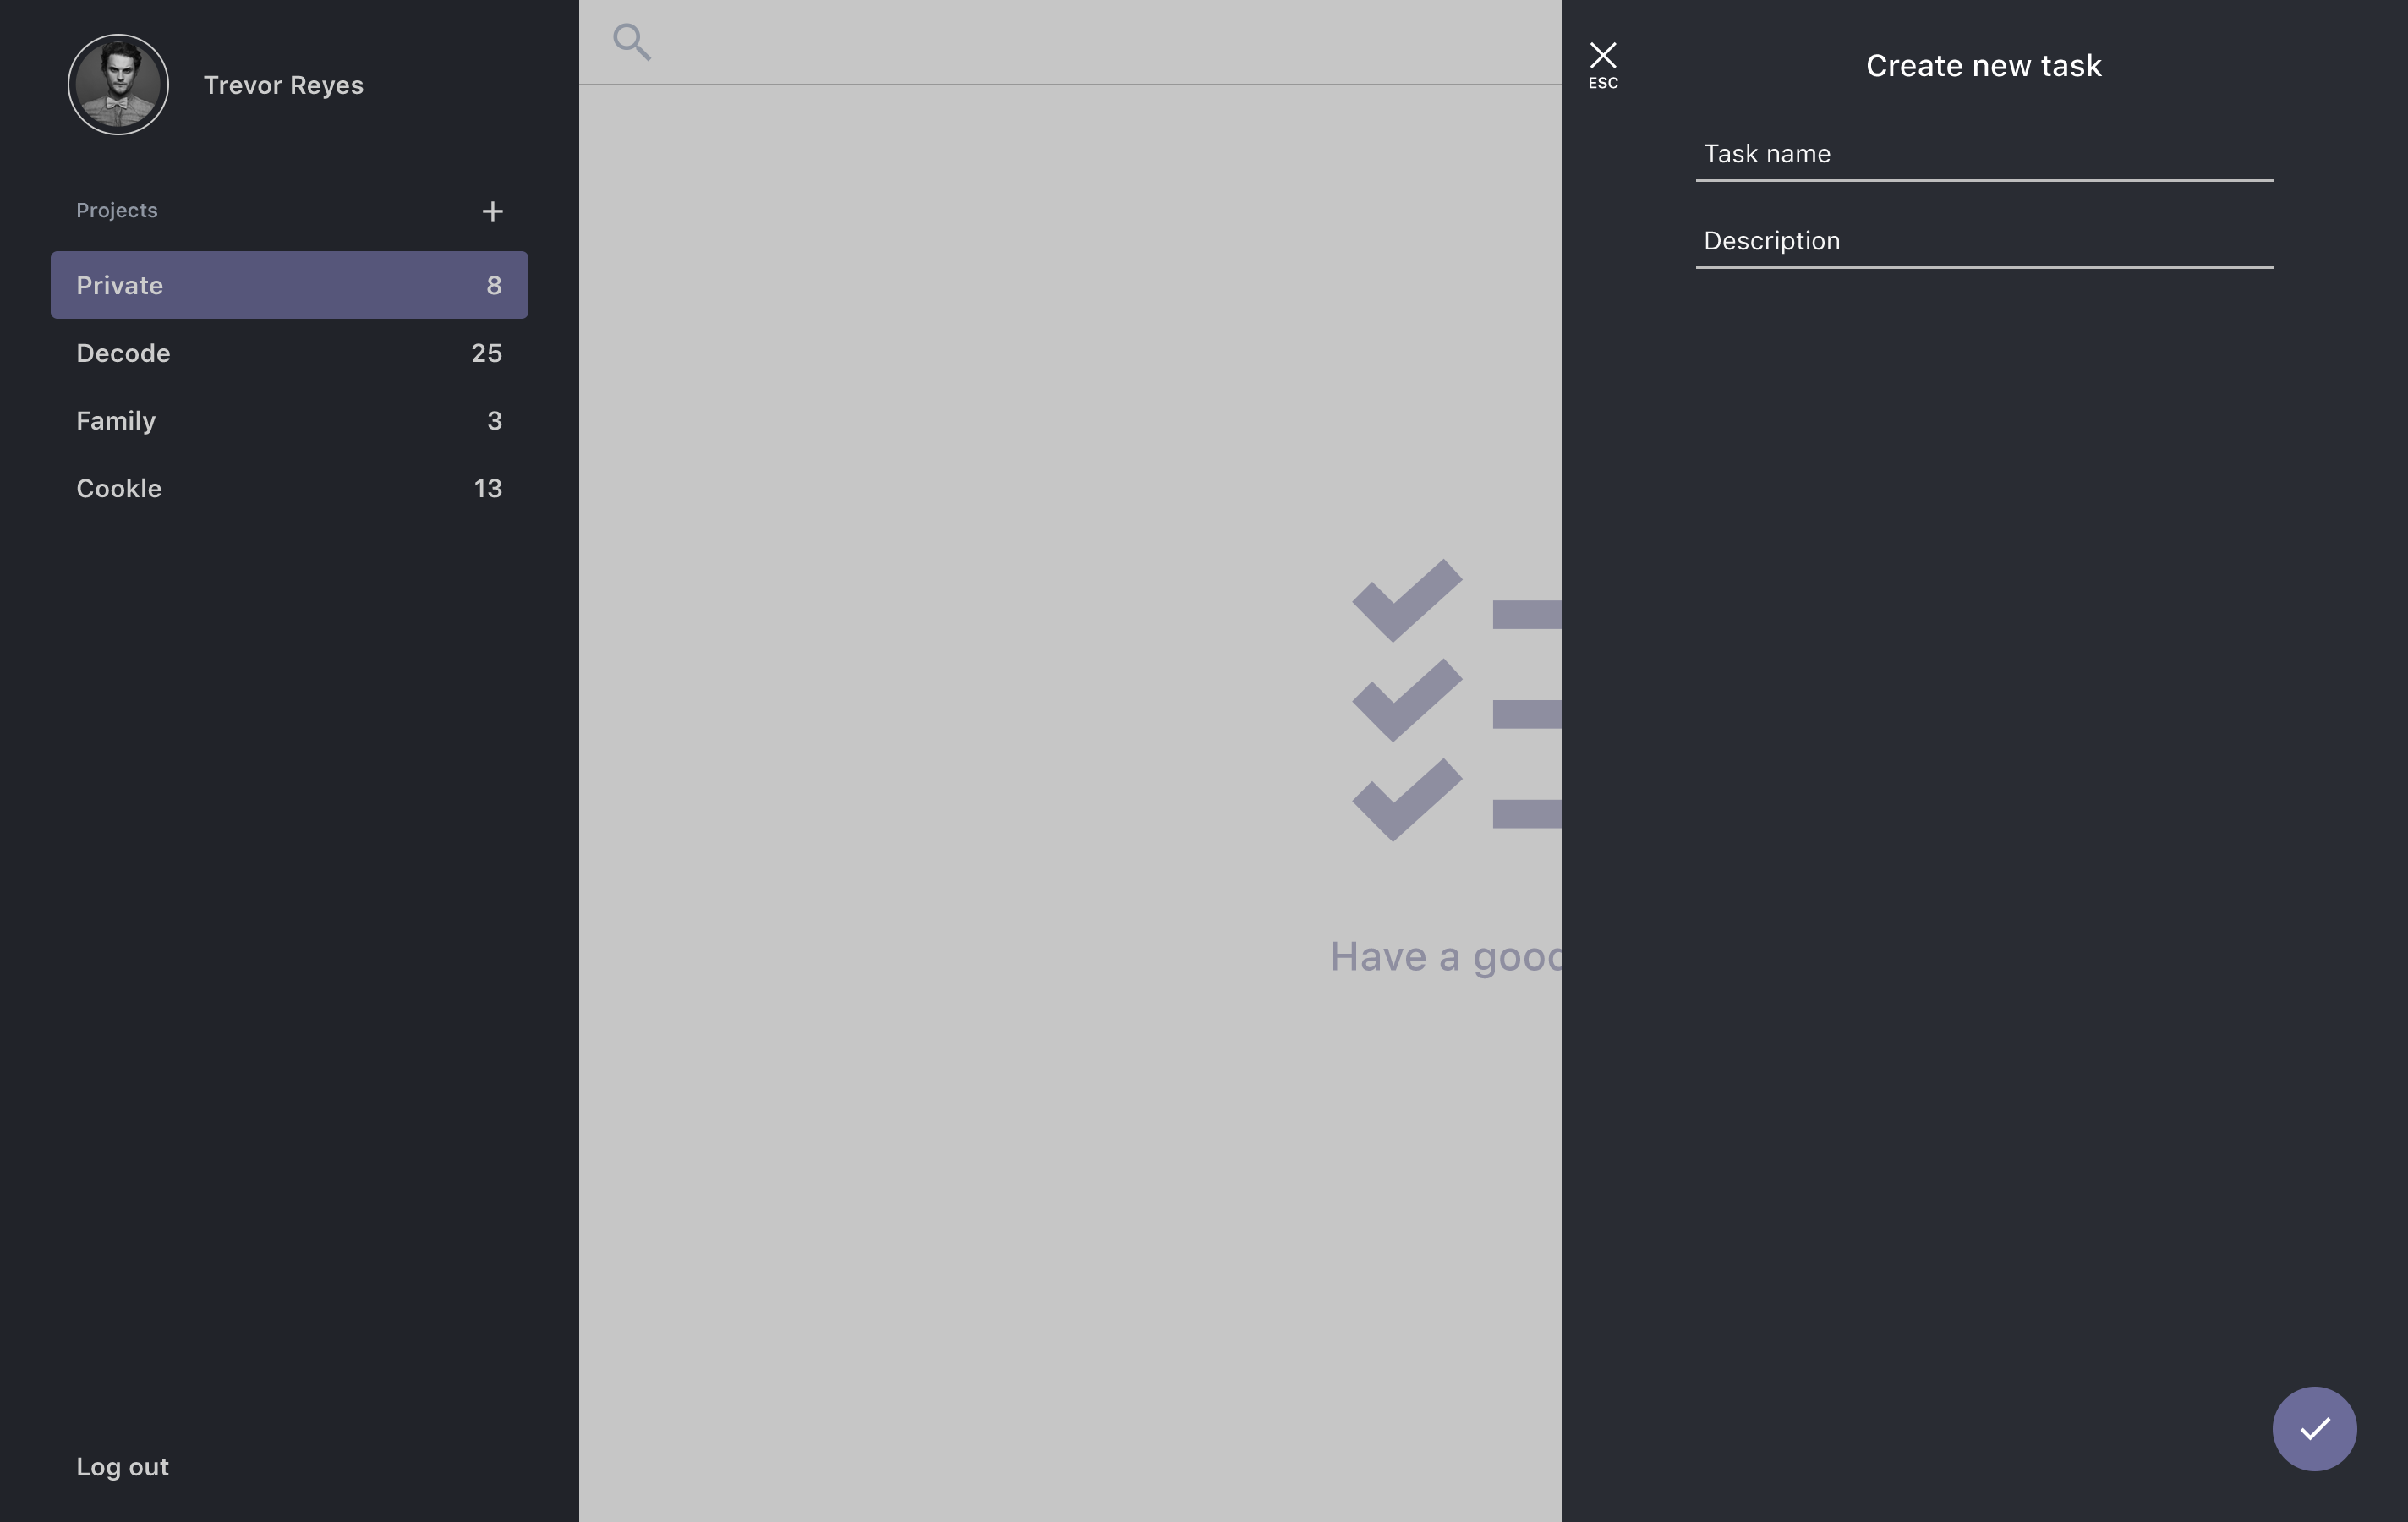 Trevor Reyes
Projects
Private 8
Decode 25
Family 3
Cookle 13
Log out
Have a good
ESC
Create new task
Task name
Description